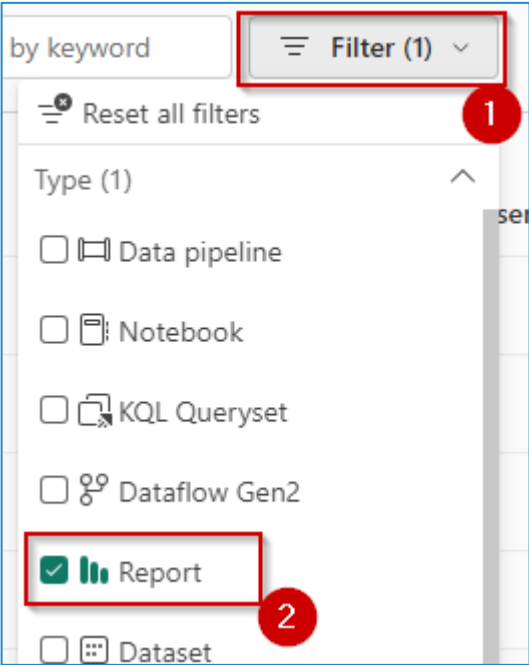 by keyword
Filter (1)
1
Reset all filters
Type (1)
ser
Data pipeline
Notebook
KQL Queryset
Dataflow Gen2
Report
2
Dataset